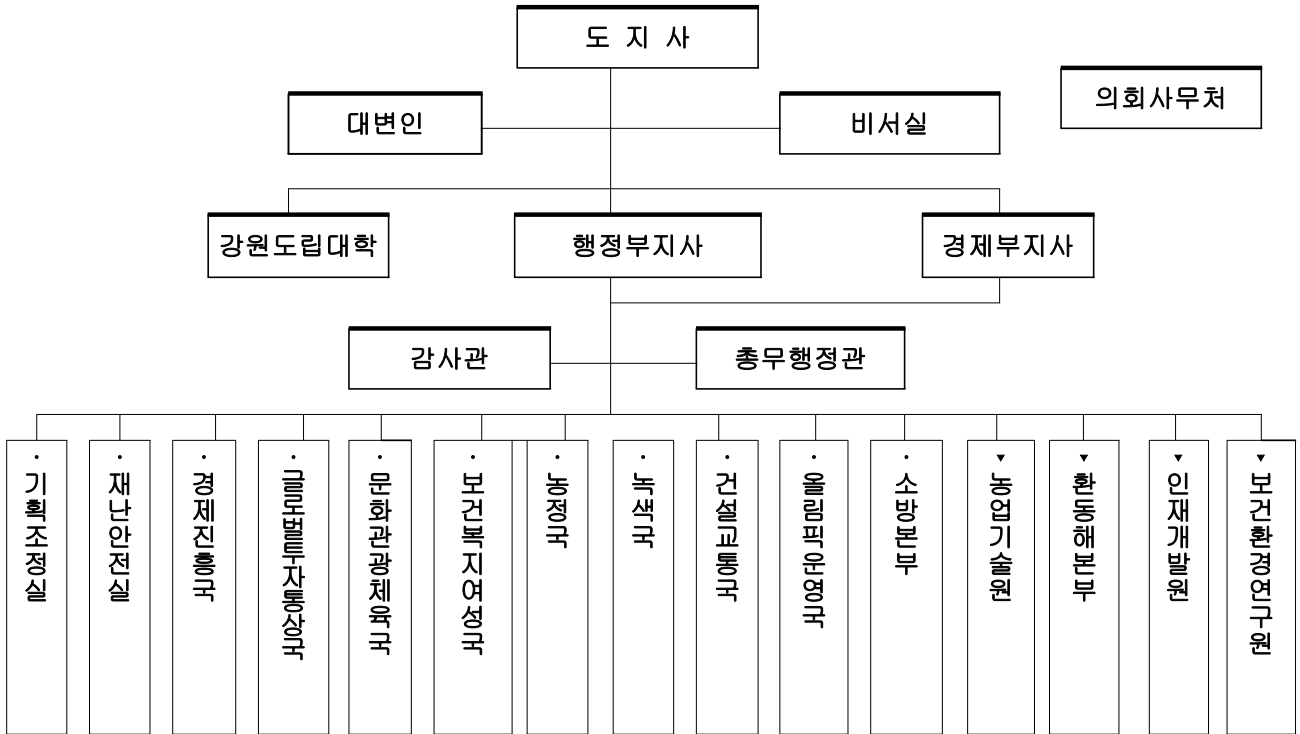 도 지 사
의회사무처
대변인
비서실
강원도립대학
행정부지사
경제부지사
감사관
총무행정관
· 기획조정실
· 재난안전실
· 경제진흥국
· 글로벌투자통상국
· 문화관광체육국
· 보건복지여성국
· 농정국
· 녹색국
· 건설교통국
· 올림픽운영국
· 소방본부
▼ 농업기술원
▼ 환동해본부
▼ 인재개발원
▼ 보건환경연구원